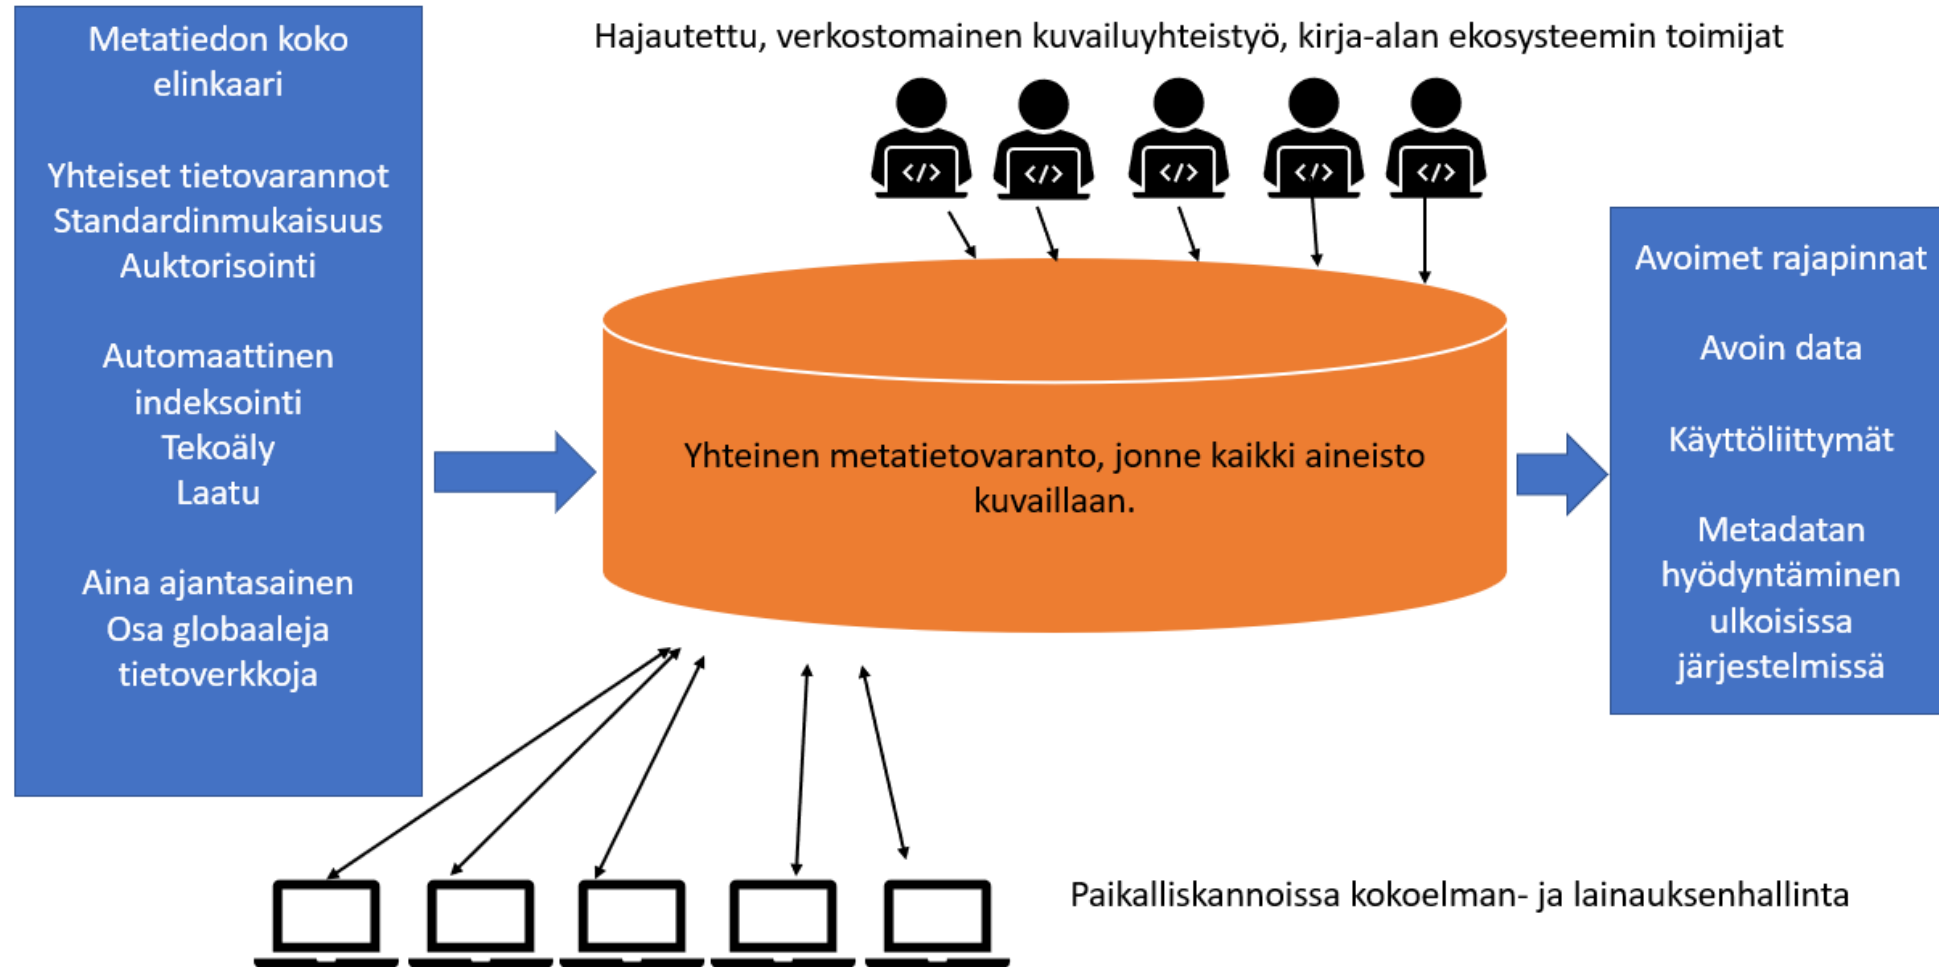 Metatiedon koko
elinkaari
Yhteiset tietovarannot
Standardinmukaisuus
Auktorisointi
Automaattinen
indeksointi
Tekoäly
Laatu
Aina ajantasainen
Osa globaaleja
tietoverkkoja
Hajautettu, verkostomainen kuvailuyhteistyö, kirja-alan ekosysteemin toimijat
</>
</>
</>
</>
</>
Yhteinen metatietovaranto, jonne kaikki aineisto
kuvaillaan.
Avoimet rajapinnat
Avoin data
Käyttöliittymät
Metadatan
hyödyntäminen
ulkoisissa
järjestelmissä
Paikalliskannoissa kokoelman- ja lainauksenhallinta